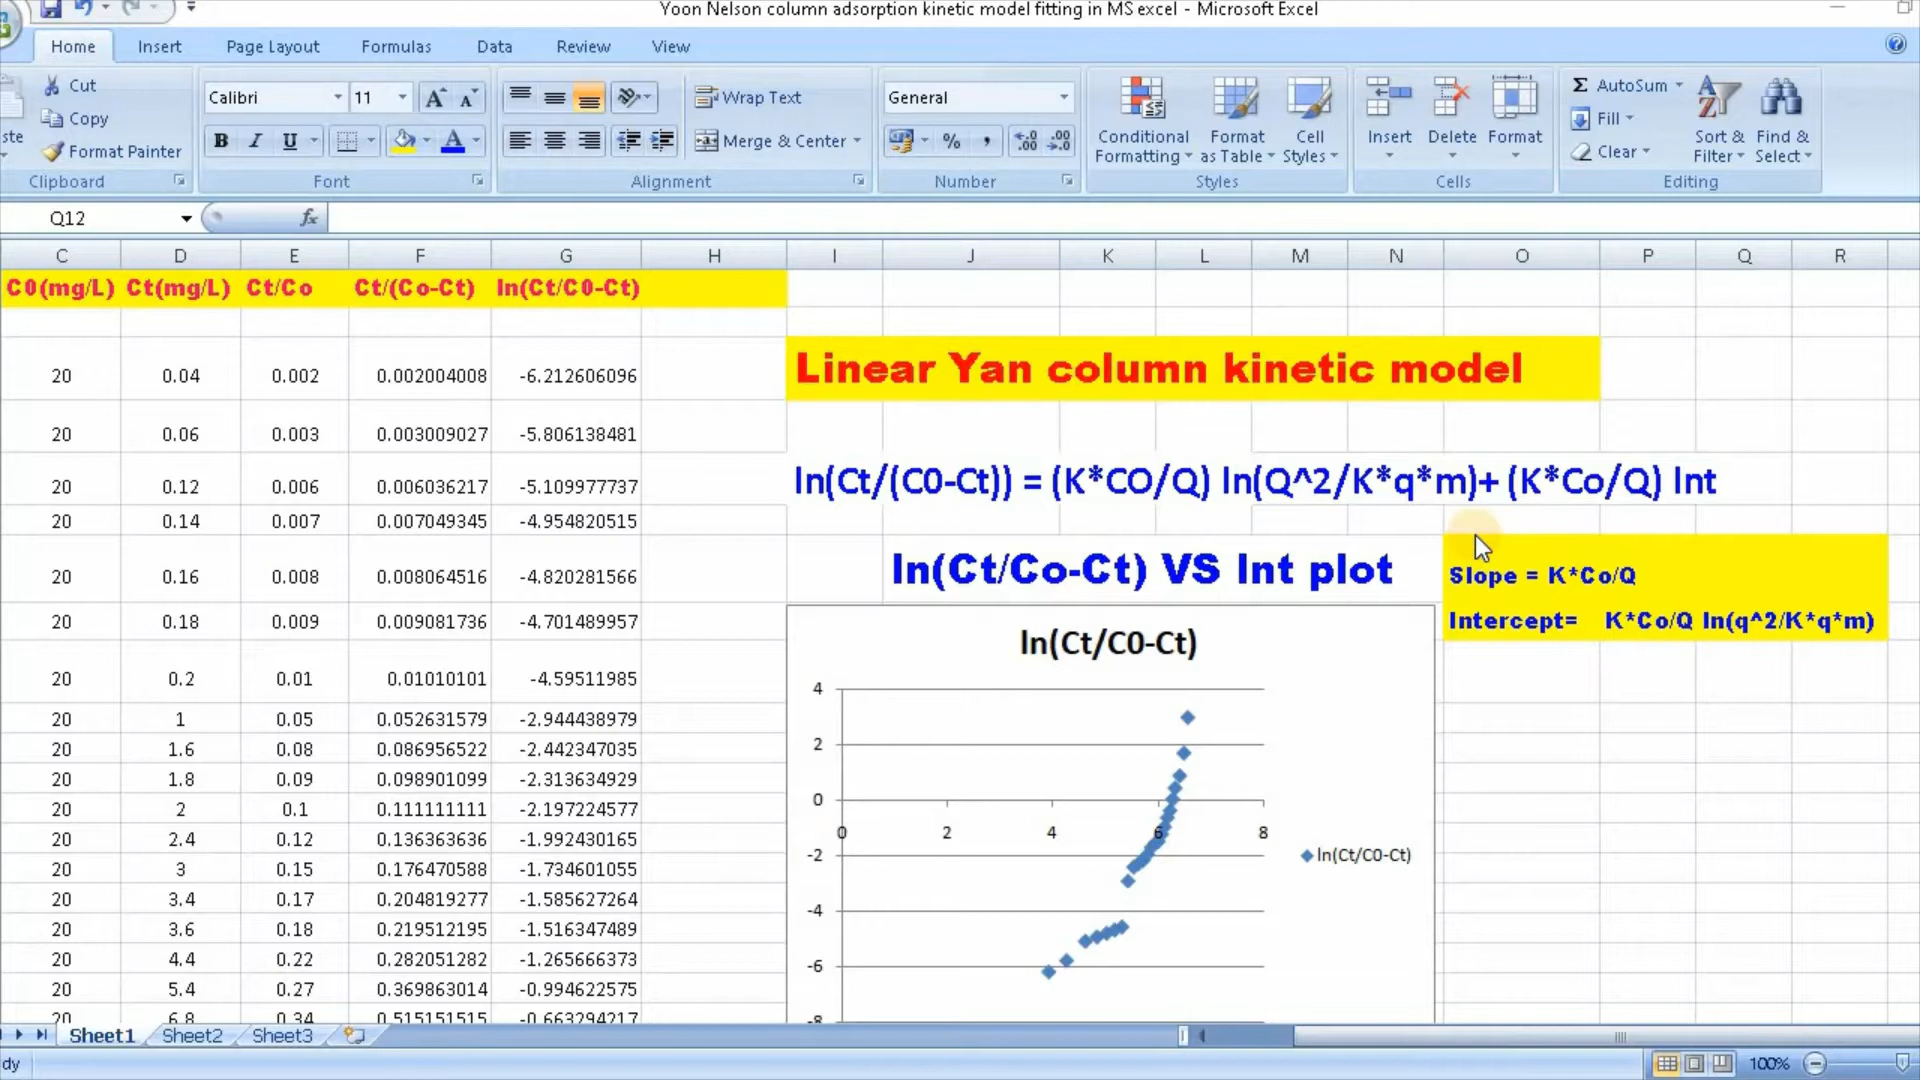 Yoon Nelson column adsorption kinetic model fitting in MS excel - Microsoft Excel
Home Insert Page Layout Formulas Data Review View
Cut
Copy
Format Painter
Clipboard
Calibri 11
B I U
Font
Wrap Text
Merge & Center
Alignment
General
%
Number
Conditional Formatting
Format as Table
Cell Styles
Styles
Insert Delete Format
Cells
AutoSum
Fill
Clear
Sort & Filter
Find & Select
Editing
Q12 fx
C D E F G H I J K L M N O P Q R
C0(mg/L) Ct(mg/L) Ct/Co Ct/(Co-Ct) ln(Ct/C0-Ct)
20 0.04 0.002 0.002004008 -6.212606096
20 0.06 0.003 0.003009027 -5.806138481
20 0.12 0.006 0.006036217 -5.109977737
20 0.14 0.007 0.007049345 -4.954820515
20 0.16 0.008 0.008064516 -4.820281566
20 0.18 0.009 0.009081736 -4.701489957
20 0.2 0.01 0.01010101 -4.59511985
20 1 0.05 0.052631579 -2.944438979
20 1.6 0.08 0.086956522 -2.442347035
20 1.8 0.09 0.098901099 -2.313634929
20 2 0.1 0.111111111 -2.197224577
20 2.4 0.12 0.136363636 -1.992430165
20 3 0.15 0.176470588 -1.734601055
20 3.4 0.17 0.204819277 -1.585627264
20 3.6 0.18 0.219512195 -1.516347489
20 4.4 0.22 0.282051282 -1.265666373
20 5.4 0.27 0.369863014 -0.994622575
20 6.8 0.34 0.515151515 -0.663294217
Linear Yan column kinetic model
ln(Ct/(C0-Ct)) = (K*CO/Q) ln(Q^2/K*q*m)+ (K*Co/Q) lnt
ln(Ct/Co-Ct) VS lnt plot
Slope = K*Co/Q
Intercept= K*Co/Q ln(q^2/K*q*m)
ln(Ct/C0-Ct)
4
2
0
0 2 4 6 8
-2
ln(Ct/C0-Ct)
-4
-6
-8
Sheet1 Sheet2 Sheet3
dy
100%